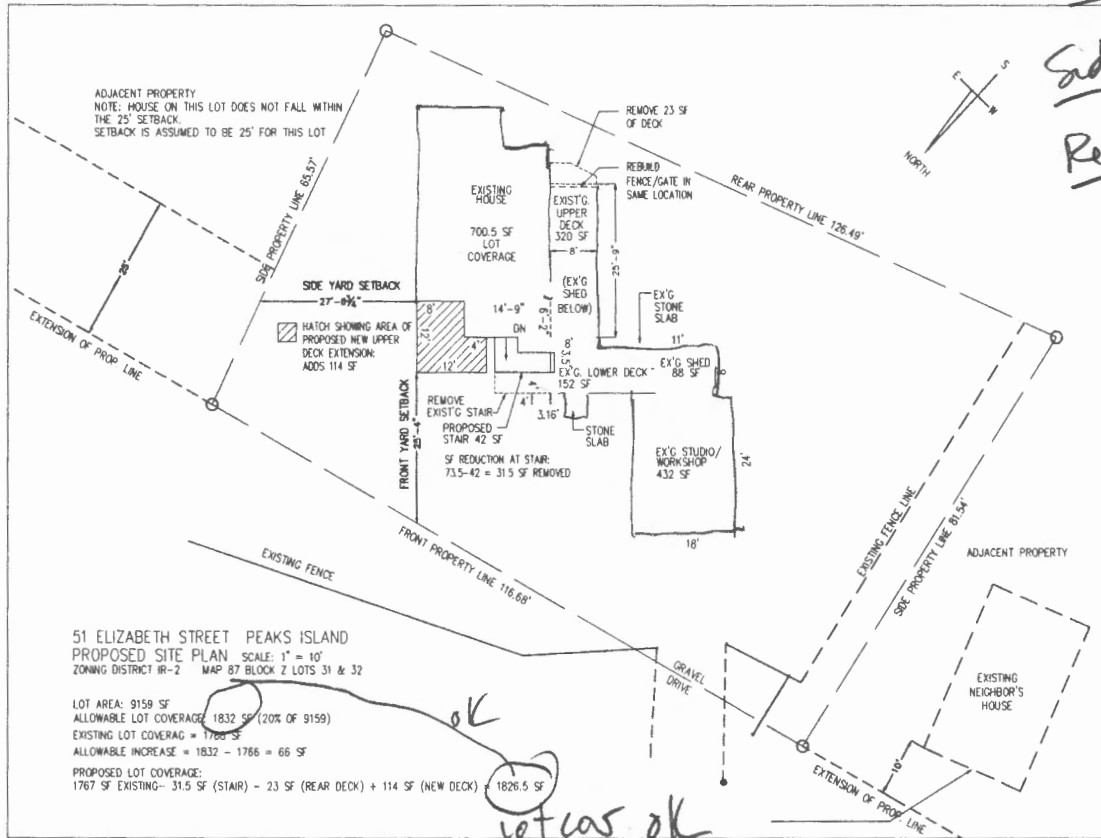 ADJACENT PROPERTY
NOTE: HOUSE ON THIS LOT DOES NOT FALL WITHIN
THE 25' SETBACK.
SETBACK IS ASSUMED TO BE 25' FOR THIS LOT
SIDE PROPERTY LINE 65.57'
25'
EXTENSION OF PROP LINE
SIDE YARD SETBACK
HATCH SHOWING AREA OF
PROPOSED NEW UPPER
DECK EXTENSION:
ADDS 114 SF
EXISTING
HOUSE
700.5 SF
LOT
COVERAGE
REMOVE 23 SF
OF DECK
REBUILD
FENCE/GATE IN
SAME LOCATION
EXIST'G.
UPPER
DECK
320 SF
8'
25'-9"
(EX'G
SHED
BELOW)
6'-2"
REAR PROPERTY LINE 126.49'
E
S
W
NORTH
EX'G
STONE
SLAB
11'
EX'G SHED
88 SF
8'
12'
4'
12'
14'-9"
DN
8'
3.5'
EX'G. LOWER DECK
152 SF
4'
4'
3.16'
REMOVE
EXIST'G STAIR
PROPOSED
STAIR 42 SF
SF REDUCTION AT STAIR:
73.5-42 = 31.5 SF REMOVED
STONE
SLAB
EX'G STUDIO/
WORKSHOP
432 SF
24'
18'
FRONT YARD SETBACK
25'-4"
FRONT PROPERTY LINE 116.68'
EXISTING FENCE
EXISTING FENCE LINE
SIDE PROPERTY LINE 81.54'
ADJACENT PROPERTY
GRAVEL
DRIVE
EXISTING
NEIGHBOR'S
HOUSE
10'
EXTENSION OF PROP. LINE
51 ELIZABETH STREET PEAKS ISLAND
PROPOSED SITE PLAN SCALE: 1" = 10'
ZONING DISTRICT IR-2 MAP 87 BLOCK Z LOTS 31 & 32
LOT AREA: 9159 SF
ALLOWABLE LOT COVERAGE 1832 SF (20% OF 9159)
EXISTING LOT COVERAG = 1766 SF
ALLOWABLE INCREASE = 1832 - 1766 = 66 SF
PROPOSED LOT COVERAGE:
1767 SF EXISTING- 31.5 SF (STAIR) - 23 SF (REAR DECK) + 114 SF (NEW DECK) = 1826.5 SF
OK
lot cov. OK